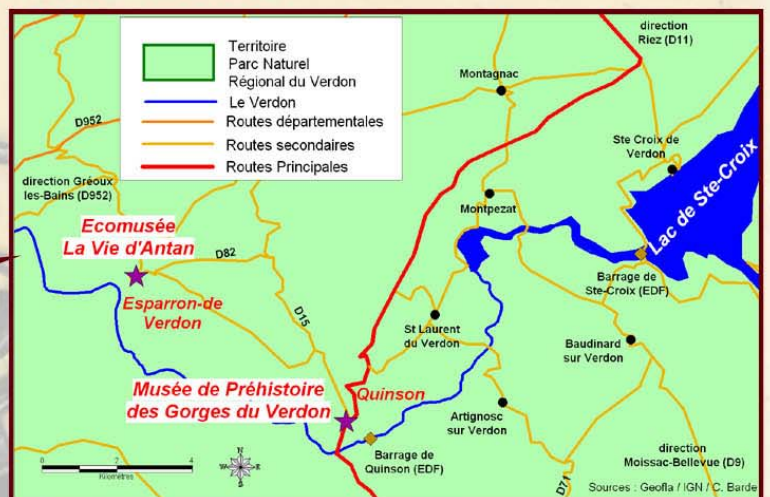 Territoire
Parc Naturel
Régional du Verdon
Le Verdon
Routes départementales
Routes secondaires
Routes Principales
direction
Riez (D11)
Montagnac
D952
Ste Croix de
Verdon
direction Gréoux
les-Bains (D952)
Lac de Ste-Croix
Montpezat
Ecomusée
La Vie d'Antan
D82
Barrage de
Ste-Croix (EDF)
Esparron-de
Verdon
D15
St Laurent
du Verdon
Baudinard
sur Verdon
Musée de Préhistoire
des Gorges du Verdon
Quinson
Artignosc
sur Verdon
Barrage de
Quinson (EDF)
direction
Moissac-Bellevue (D9)
D71
N
W E
S
0 2 4
Kilomètres
Sources : Geofla / IGN / C. Barde